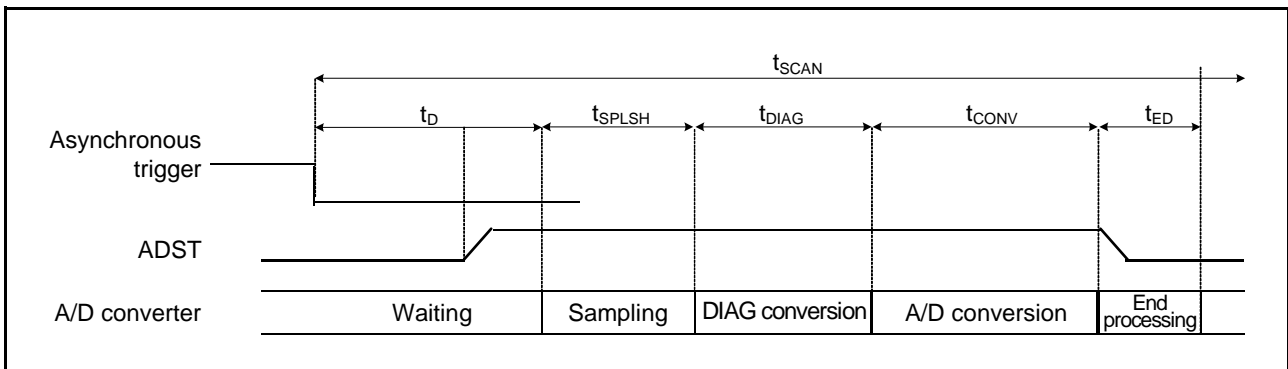 tSCAN
tD
tSPLSH
tDIAG
tCONV
tED
Asynchronous
trigger
ADST
A/D converter
Waiting
Sampling
DIAG conversion
A/D conversion
End
processing